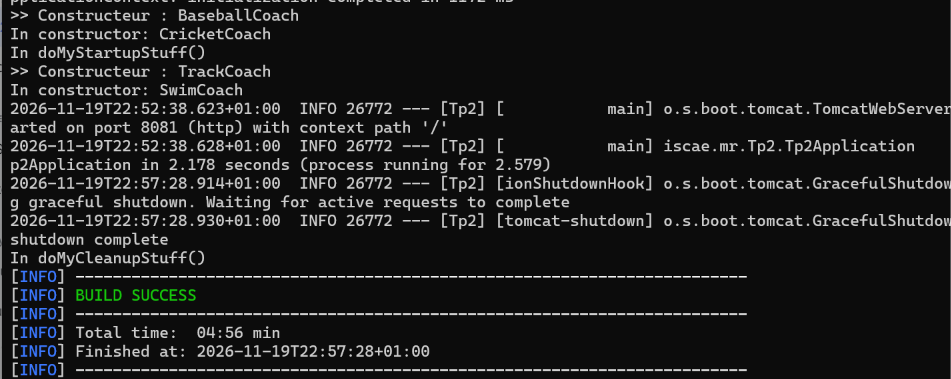 pplicationContext: initialization completed in 1172 ms
>> Constructeur : BaseballCoach
In constructor: CricketCoach
In doMyStartupStuff()
>> Constructeur : TrackCoach
In constructor: SwimCoach
2026-11-19T22:52:38.623+01:00  INFO 26772 --- [Tp2] [           main] o.s.boot.tomcat.TomcatWebServer
arted on port 8081 (http) with context path '/'
2026-11-19T22:52:38.628+01:00  INFO 26772 --- [Tp2] [           main] iscae.mr.Tp2.Tp2Application
p2Application in 2.178 seconds (process running for 2.579)
2026-11-19T22:57:28.914+01:00  INFO 26772 --- [Tp2] [ionShutdownHook] o.s.boot.tomcat.GracefulShutdow
g graceful shutdown. Waiting for active requests to complete
2026-11-19T22:57:28.930+01:00  INFO 26772 --- [Tp2] [tomcat-shutdown] o.s.boot.tomcat.GracefulShutdow
shutdown complete
In doMyCleanupStuff()
[INFO] ------------------------------------------------------------------------
[INFO] BUILD SUCCESS
[INFO] ------------------------------------------------------------------------
[INFO] Total time:  04:56 min
[INFO] Finished at: 2026-11-19T22:57:28+01:00
[INFO] ------------------------------------------------------------------------